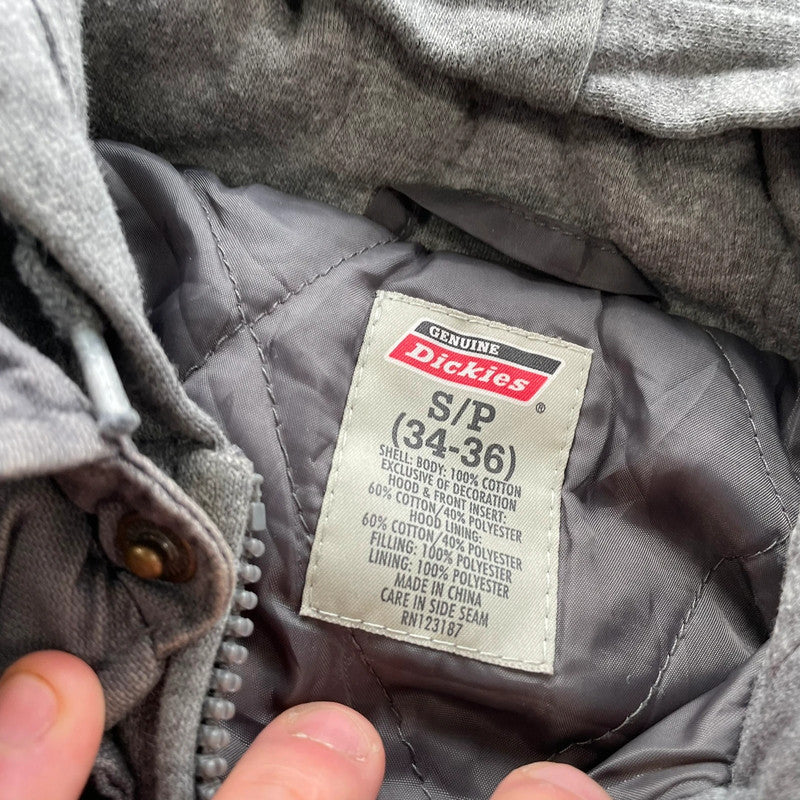 GENUINE
Dickies
®
S/P
(34-36)
SHELL: BODY: 100% COTTON
EXCLUSIVE OF DECORATION
HOOD & FRONT INSERT:
60% COTTON/40% POLYESTER
HOOD LINING:
60% COTTON/40% POLYESTER
FILLING: 100% POLYESTER
LINING: 100% POLYESTER
MADE IN CHINA
CARE IN SIDE SEAM
RN123187